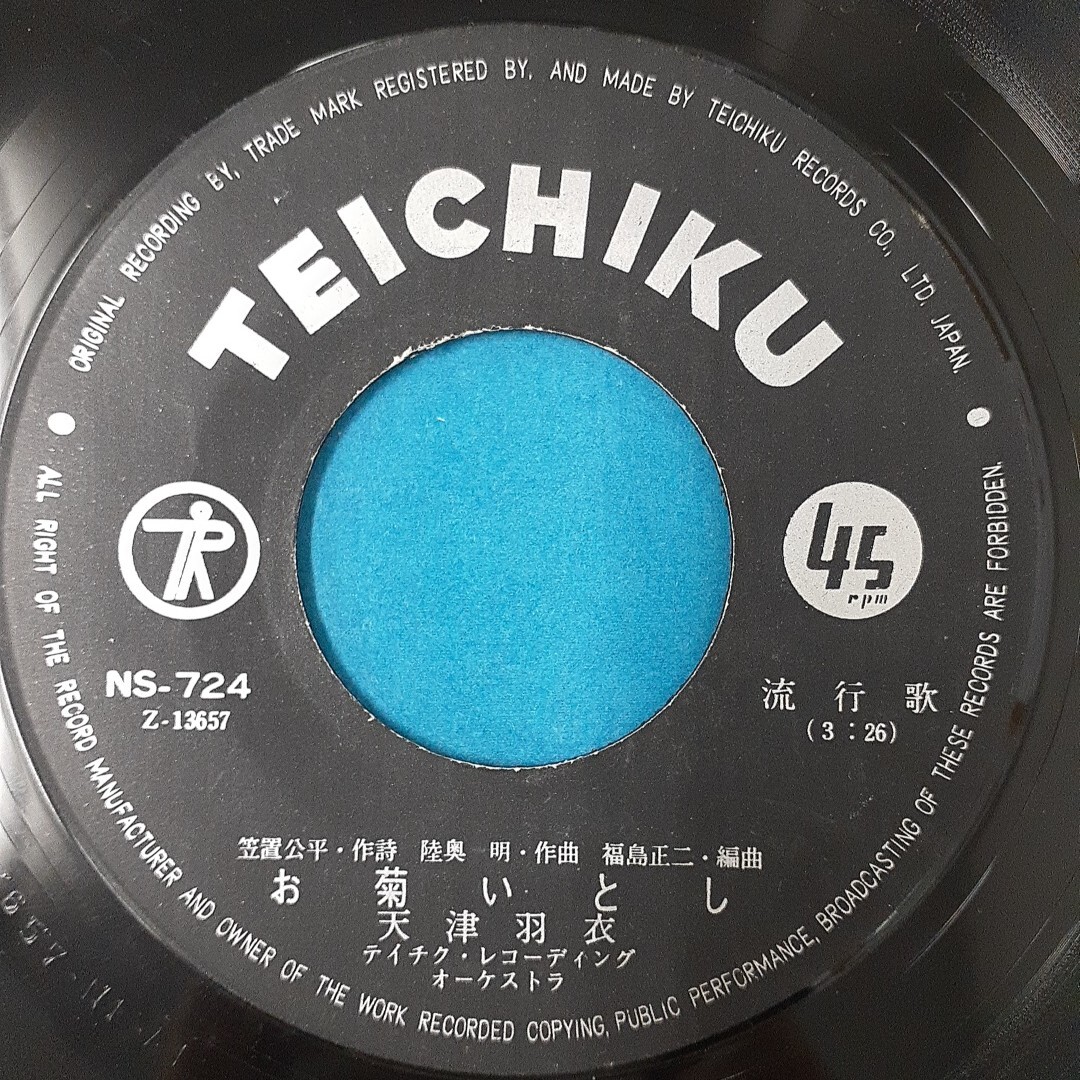 ORIGINAL RECORDING BY, TRADE MARK REGISTERED BY, AND MADE BY TEICHIKU RECORDS CO., LTD. JAPAN.
TEICHIKU
45
rpm
NS-724
Z-13657
流行歌
(3:26)
笠置公平・作詩 陸奥 明・作曲 福島正二・編曲
お菊いとし
天津羽衣
テイチク・レコーディング
オーケストラ
ALL RIGHT OF THE RECORD MANUFACTURER AND OWNER OF THE WORK RECORDED COPYING, PUBLIC PERFORMANCE, BROADCASTING OF THESE RECORDS ARE FORBIDDEN.